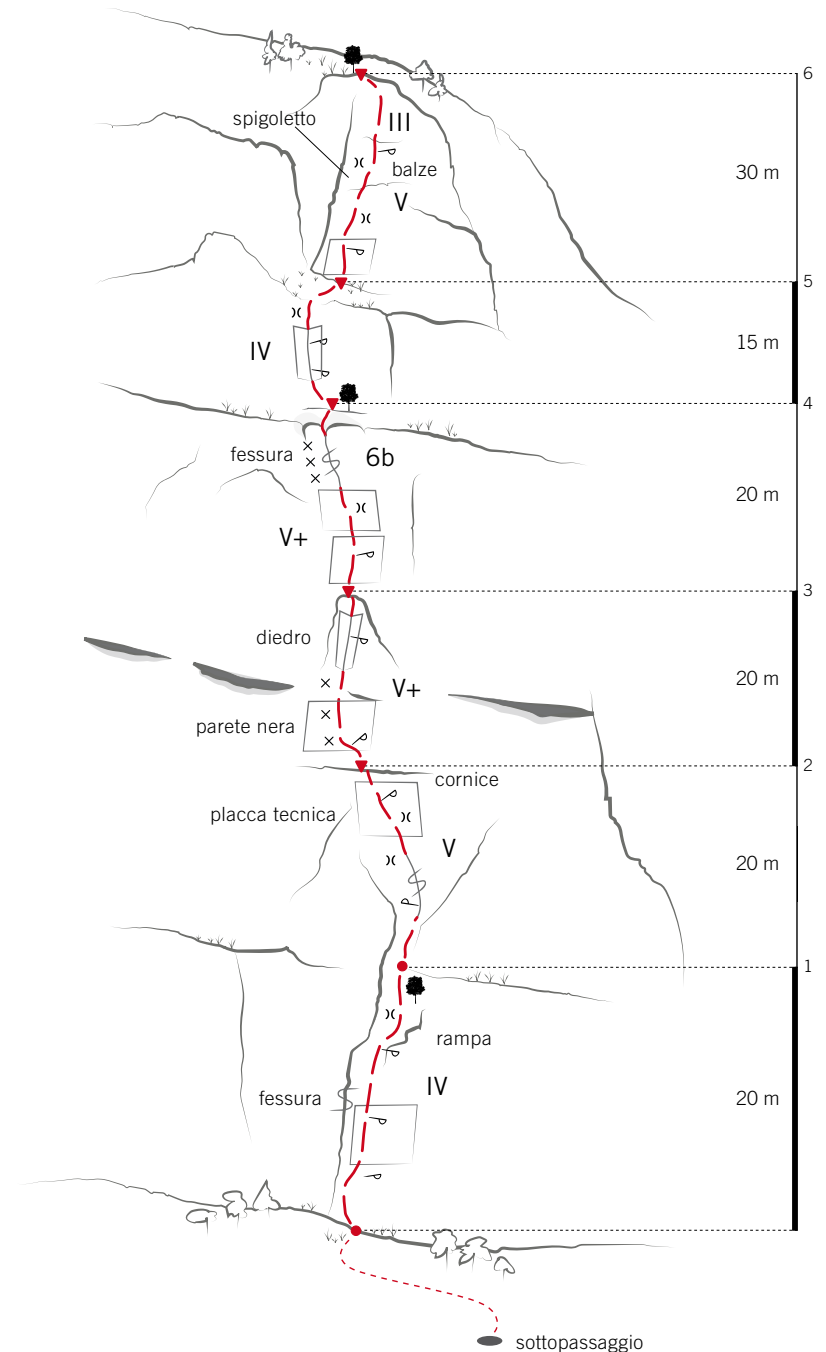 6
spigoletto
III
balze
30 m
V
5
IV
15 m
4
fessura
6b
20 m
V+
3
diedro
20 m
V+
parete nera
2
cornice
placca tecnica
V
20 m
1
rampa
IV
fessura
20 m
sottopassaggio